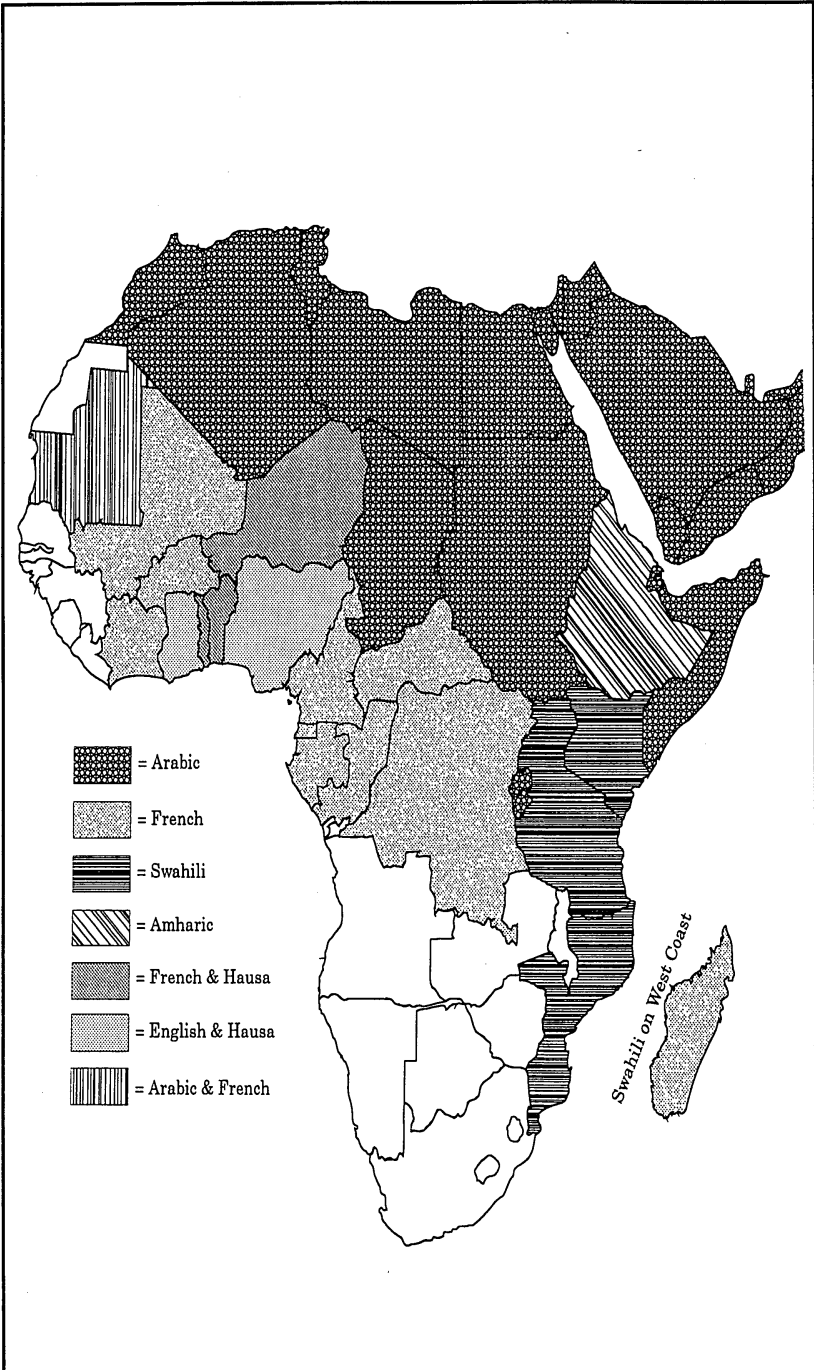 = Arabic
= French
= Swahili
= Amharic
= French & Hausa
= English & Hausa
= Arabic & French
Swahili on West Coast